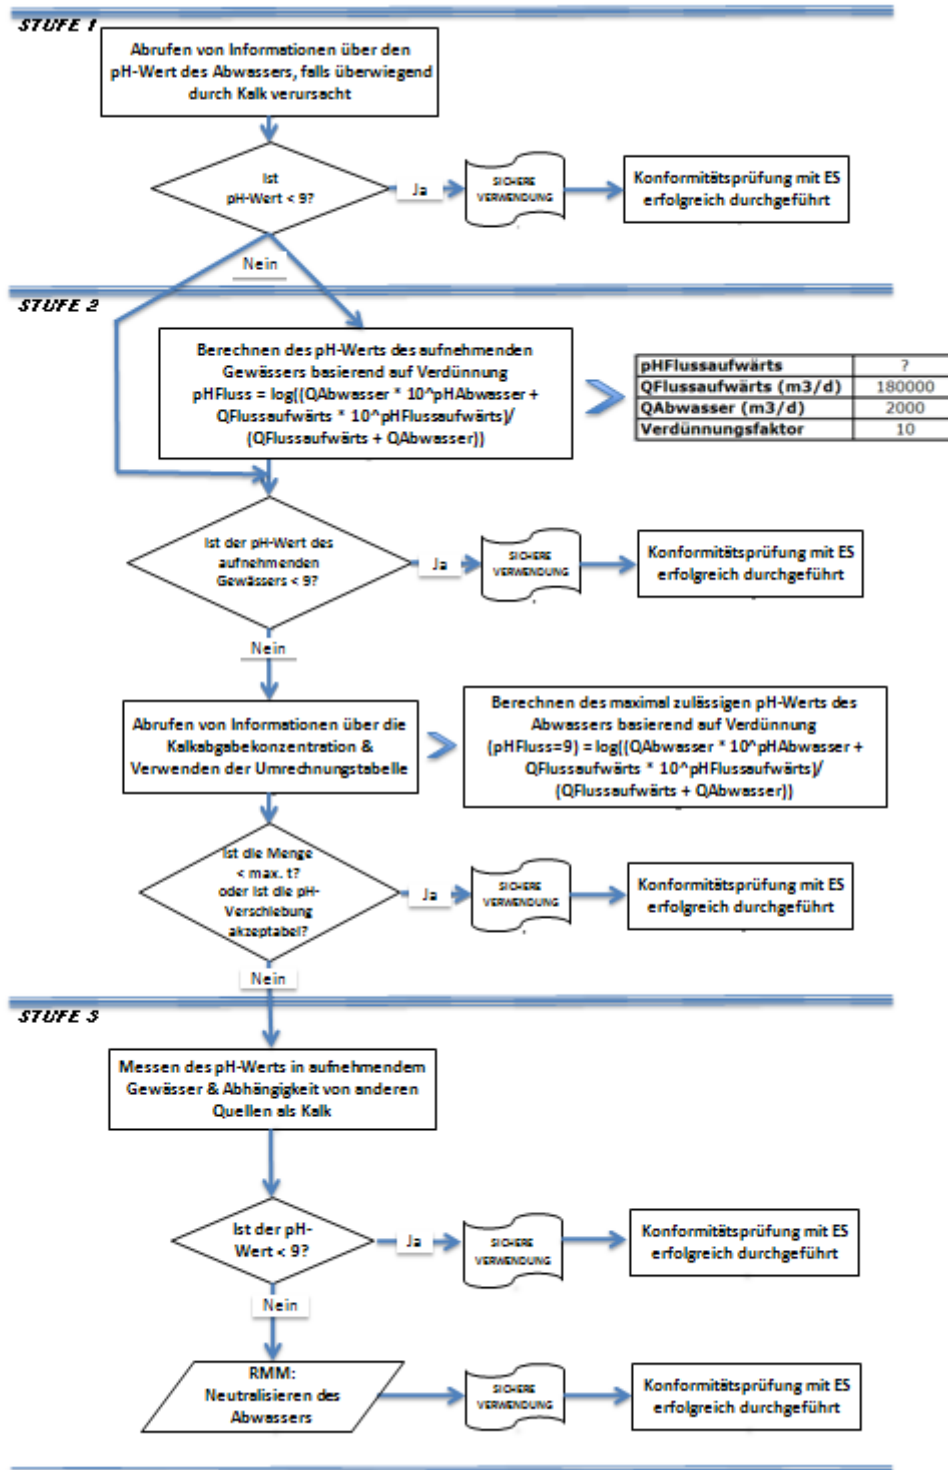 STUFE 1
Abrufen von Informationen über den
pH-Wert des Abwassers, falls überwiegend
durch Kalk verursacht
Ist
pH-Wert < 9?
Ja
SICHERE
VERWENDUNG
Konformitätsprüfung mit ES
erfolgreich durchgeführt
Nein
STUFE 2
Berechnen des pH-Werts des aufnehmenden
Gewässers basierend auf Verdünnung
pHFluss = log((QAbwasser * 10^pHAbwasser +
QFlussaufwärts * 10^pHFlussaufwärts)/
(QFlussaufwärts + QAbwasser))
pHFlussaufwärts ?
QFlussaufwärts (m3/d) 180000
QAbwasser (m3/d) 2000
Verdünnungsfaktor 10
Ist der pH-Wert des
aufnehmenden
Gewässers < 9?
Ja
SICHERE
VERWENDUNG
Konformitätsprüfung mit ES
erfolgreich durchgeführt
Nein
Abrufen von Informationen über die
Kalkabgabekonzentration &
Verwenden der Umrechnungstabelle
Berechnen des maximal zulässigen pH-Werts des
Abwassers basierend auf Verdünnung
(pHFluss=9) = log((QAbwasser * 10^pHAbwasser +
QFlussaufwärts * 10^pHFlussaufwärts)/
(QFlussaufwärts + QAbwasser))
Ist die Menge
< max. t?
oder ist die pH-
Verschiebung
akzeptabel?
Ja
SICHERE
VERWENDUNG
Konformitätsprüfung mit ES
erfolgreich durchgeführt
Nein
STUFE 3
Messen des pH-Werts in aufnehmendem
Gewässer & Abhängigkeit von anderen
Quellen als Kalk
Ist der pH-
Wert < 9?
Ja
SICHERE
VERWENDUNG
Konformitätsprüfung mit ES
erfolgreich durchgeführt
Nein
RMM:
Neutralisieren des
Abwassers
SICHERE
VERWENDUNG
Konformitätsprüfung mit ES
erfolgreich durchgeführt